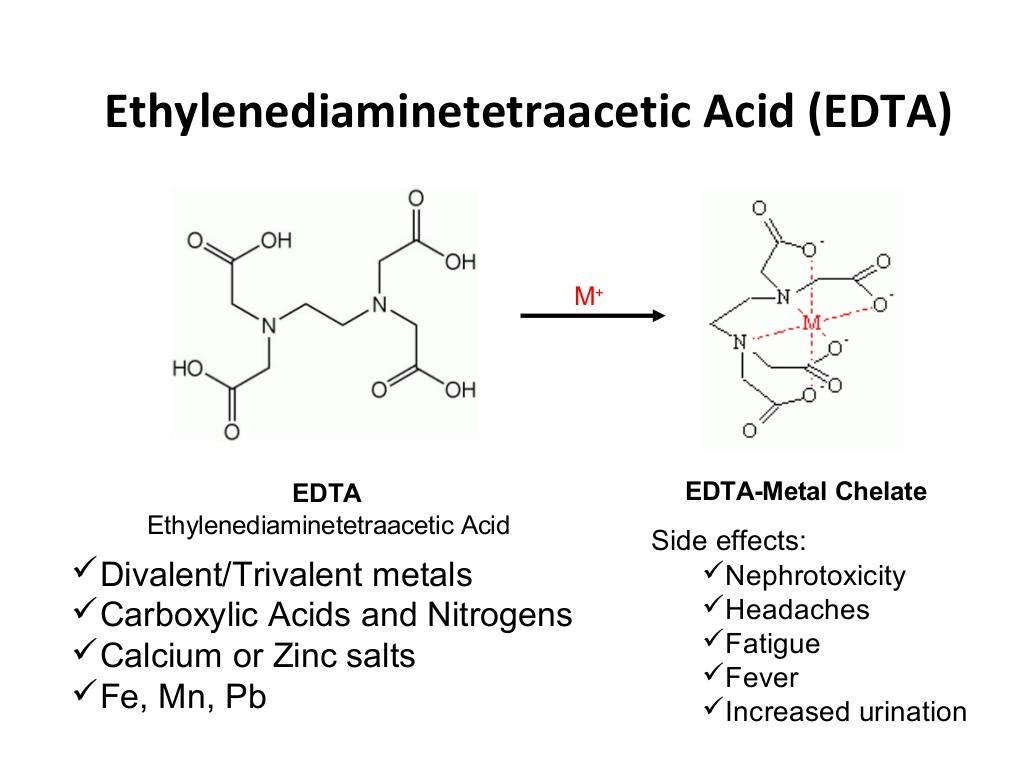 Ethylenediaminetetraacetic Acid (EDTA)
O
O
OH
OH
N
N
HO
O
OH
O
M⁺
O
O⁻
O
N
O⁻
M
N
O⁻
O
O⁻
O
EDTA
Ethylenediaminetetraacetic Acid
✓Divalent/Trivalent metals
✓Carboxylic Acids and Nitrogens
✓Calcium or Zinc salts
✓Fe, Mn, Pb
EDTA-Metal Chelate
Side effects:
✓Nephrotoxicity
✓Headaches
✓Fatigue
✓Fever
✓Increased urination